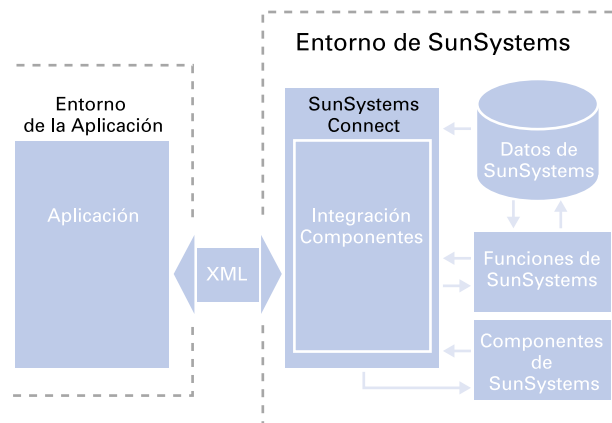 Entorno de SunSystems
Entorno
de la Aplicación
Aplicación
XML
SunSystems
Connect
Integración
Componentes
Datos de
SunSystems
Funciones de
SunSystems
Componentes
de
SunSystems